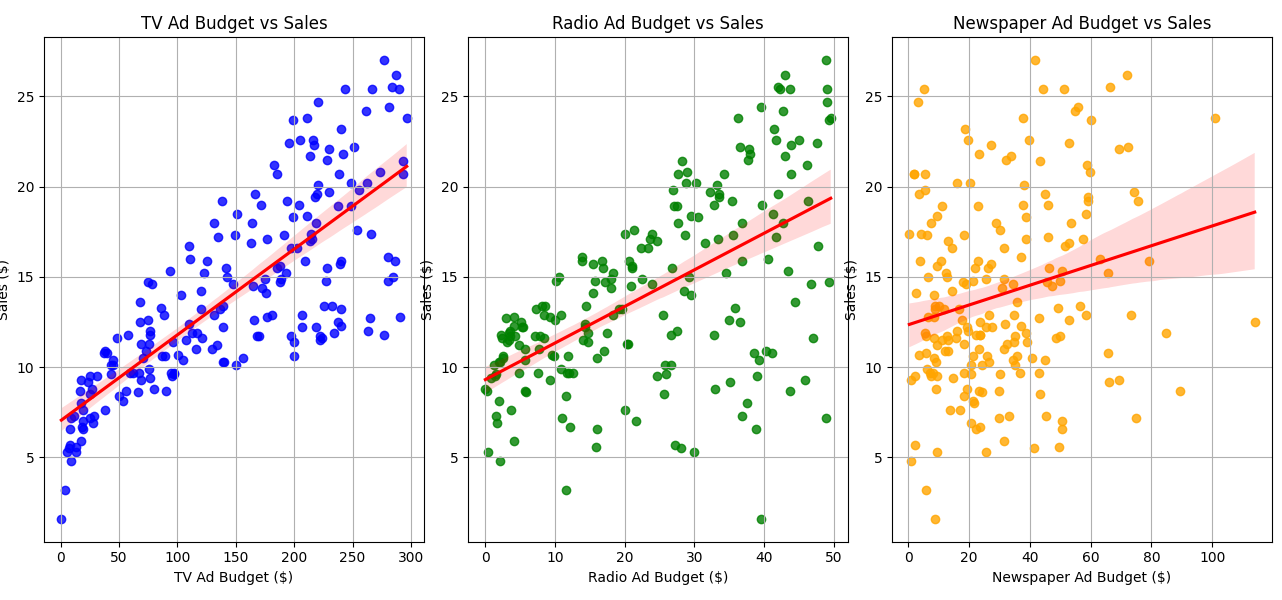 TV Ad Budget vs Sales
Sales ($)
25
20
15
10
5
0 50 100 150 200 250 300
TV Ad Budget ($)
Radio Ad Budget vs Sales
Sales ($)
25
20
15
10
5
0 10 20 30 40 50
Radio Ad Budget ($)
Newspaper Ad Budget vs Sales
Sales ($)
25
20
15
10
5
0 20 40 60 80 100
Newspaper Ad Budget ($)